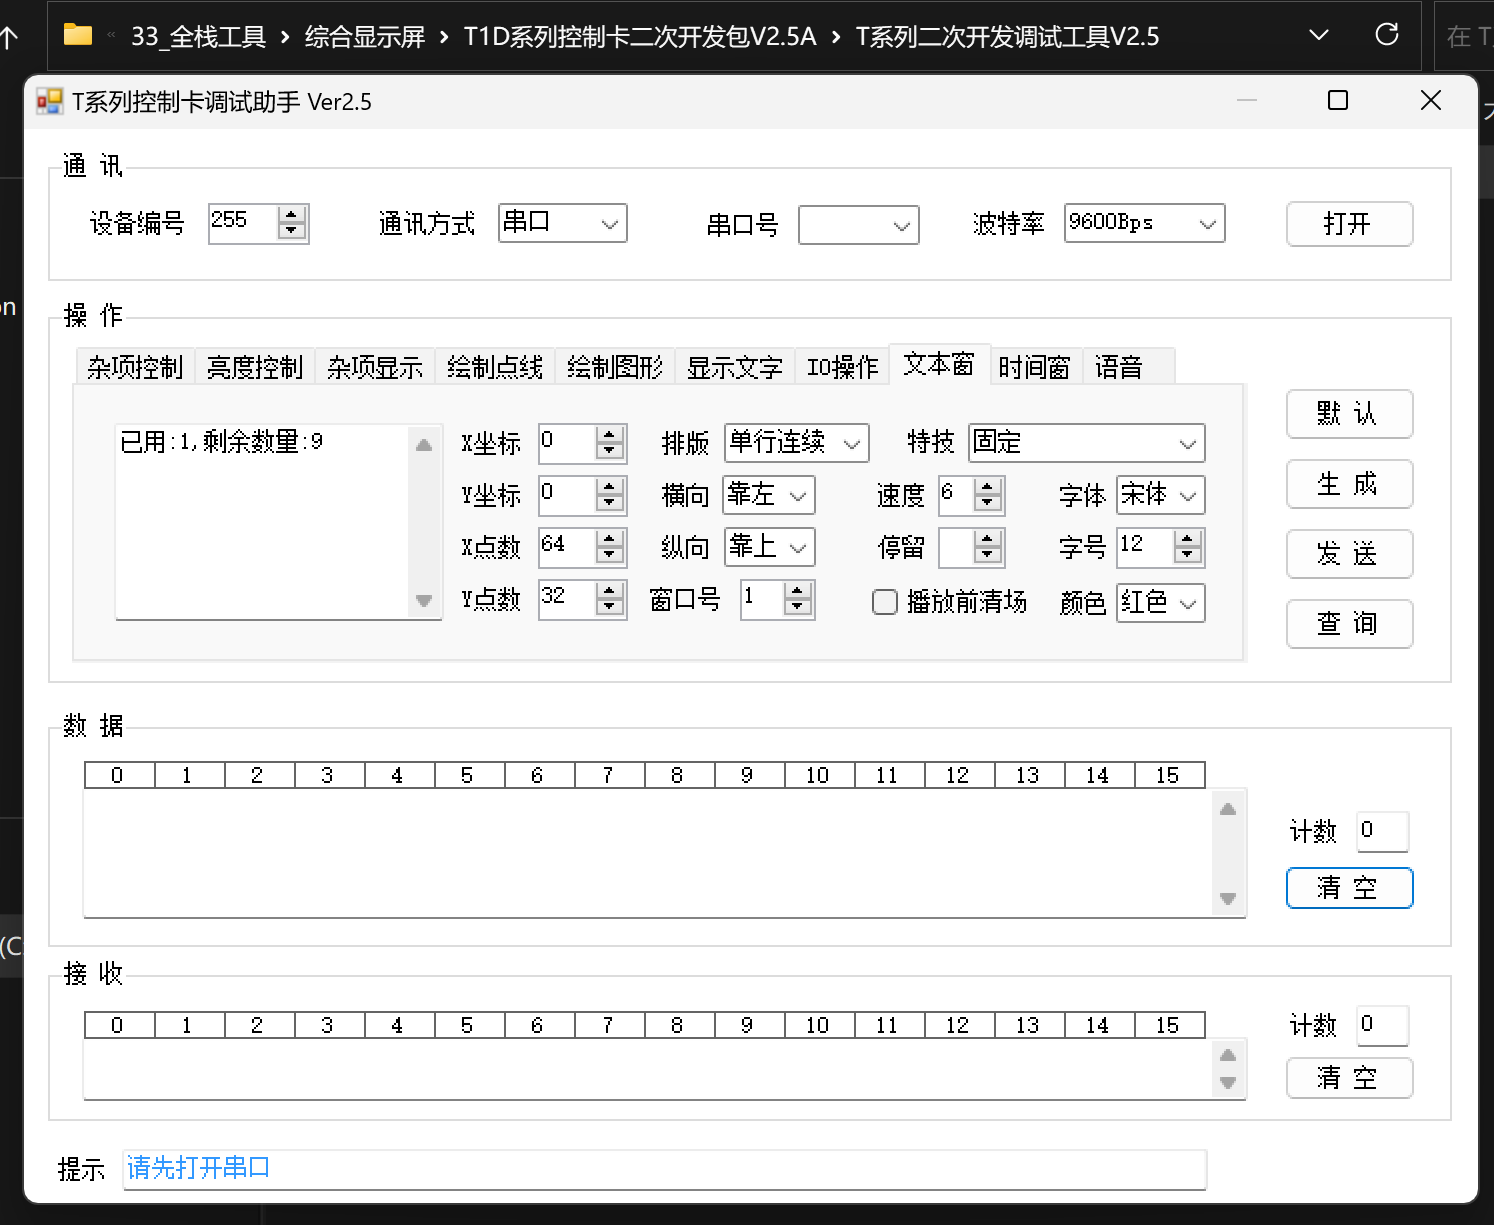 33_全栈工具 › 综合显示屏 › T1D系列控制卡二次开发包V2.5A › T系列二次开发调试工具V2.5
在 T
T系列控制卡调试助手 Ver2.5
通 讯
设备编号 255 通讯方式 串口 串口号 波特率 9600Bps 打开
操 作
杂项控制 亮度控制 杂项显示 绘制点线 绘制图形 显示文字 IO操作 文本窗 时间窗 语音
已用:1,剩余数量:9
X坐标 0 排版 单行连续 特技 固定
Y坐标 0 横向 靠左 速度 6 字体 宋体
X点数 64 纵向 靠上 停留 字号 12
Y点数 32 窗口号 1 播放前清场 颜色 红色
默 认
生 成
发 送
查 询
数 据
0 1 2 3 4 5 6 7 8 9 10 11 12 13 14 15
计数 0
清 空
接 收
0 1 2 3 4 5 6 7 8 9 10 11 12 13 14 15
计数 0
清 空
提示 请先打开串口
on
(C